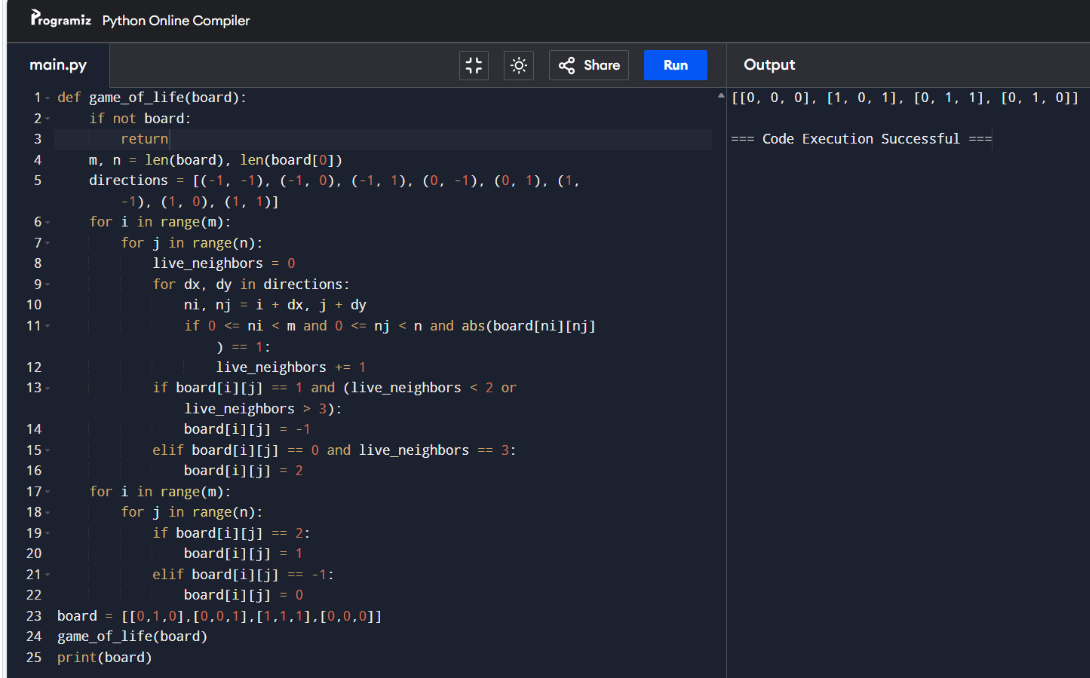 Programiz Python Online Compiler
main.py Share Run Output
1 def game_of_life(board):
2 if not board:
3 return
4 m, n = len(board), len(board[0])
5 directions = [(-1, -1), (-1, 0), (-1, 1), (0, -1), (0, 1), (1,
-1), (1, 0), (1, 1)]
6 for i in range(m):
7 for j in range(n):
8 live_neighbors = 0
9 for dx, dy in directions:
10 ni, nj = i + dx, j + dy
11 if 0 <= ni < m and 0 <= nj < n and abs(board[ni][nj]
) == 1:
12 live_neighbors += 1
13 if board[i][j] == 1 and (live_neighbors < 2 or
live_neighbors > 3):
14 board[i][j] = -1
15 elif board[i][j] == 0 and live_neighbors == 3:
16 board[i][j] = 2
17 for i in range(m):
18 for j in range(n):
19 if board[i][j] == 2:
20 board[i][j] = 1
21 elif board[i][j] == -1:
22 board[i][j] = 0
23 board = [[0,1,0],[0,0,1],[1,1,1],[0,0,0]]
24 game_of_life(board)
25 print(board)
[[0, 0, 0], [1, 0, 1], [0, 1, 1], [0, 1, 0]]
=== Code Execution Successful ===